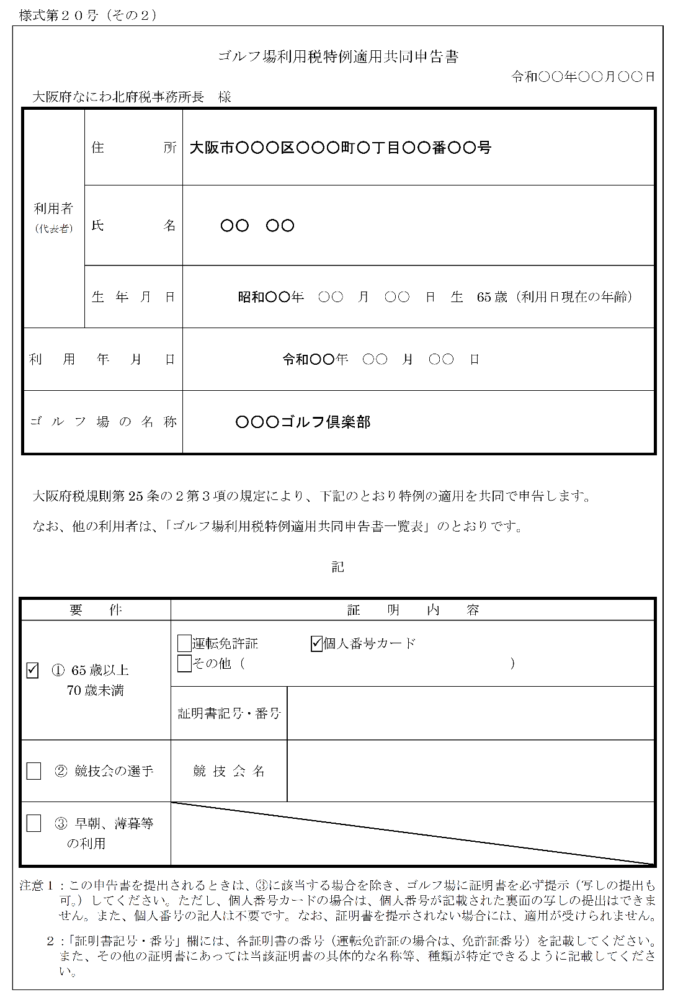 様式第２０号（その２）
ゴルフ場利用税特例適用共同申告書
令和〇〇年〇〇月〇〇日
大阪府なにわ北府税事務所長　様
利用者
（代表者）
住所　大阪市〇〇〇区〇〇〇町〇丁目〇〇番〇〇号
氏名　〇〇　〇〇
生年月日　昭和〇〇年　〇〇　月　〇〇　日　生　65歳（利用日現在の年齢）
利用年月日　令和〇〇年　〇〇　月　〇〇　日
ゴルフ場の名称　〇〇〇ゴルフ倶楽部
大阪府税規則第25条の２第３項の規定により、下記のとおり特例の適用を共同で申告します。
なお、他の利用者は、「ゴルフ場利用税特例適用共同申告書一覧表」のとおりです。
記
要件　証明内容
☑　① 65歳以上
70歳未満
□運転免許証　☑個人番号カード
□その他（　）
証明書記号・番号
□　② 競技会の選手　競技会名
□　③ 早朝、薄暮等
の利用
注意１：この申告書を提出されるときは、③に該当する場合を除き、ゴルフ場に証明書を必ず提示（写しの提出も
可。）してください。ただし、個人番号カードの場合は、個人番号が記載された裏面の写しの提出はできま
せん。また、個人番号の記入は不要です。なお、証明書を提示されない場合には、適用が受けられません。
２：「証明書記号・番号」欄には、各証明書の番号（運転免許証の場合は、免許証番号）を記載してください。
また、その他の証明書にあっては当該証明書の具体的な名称等、種類が特定できるように記載してくださ
い。